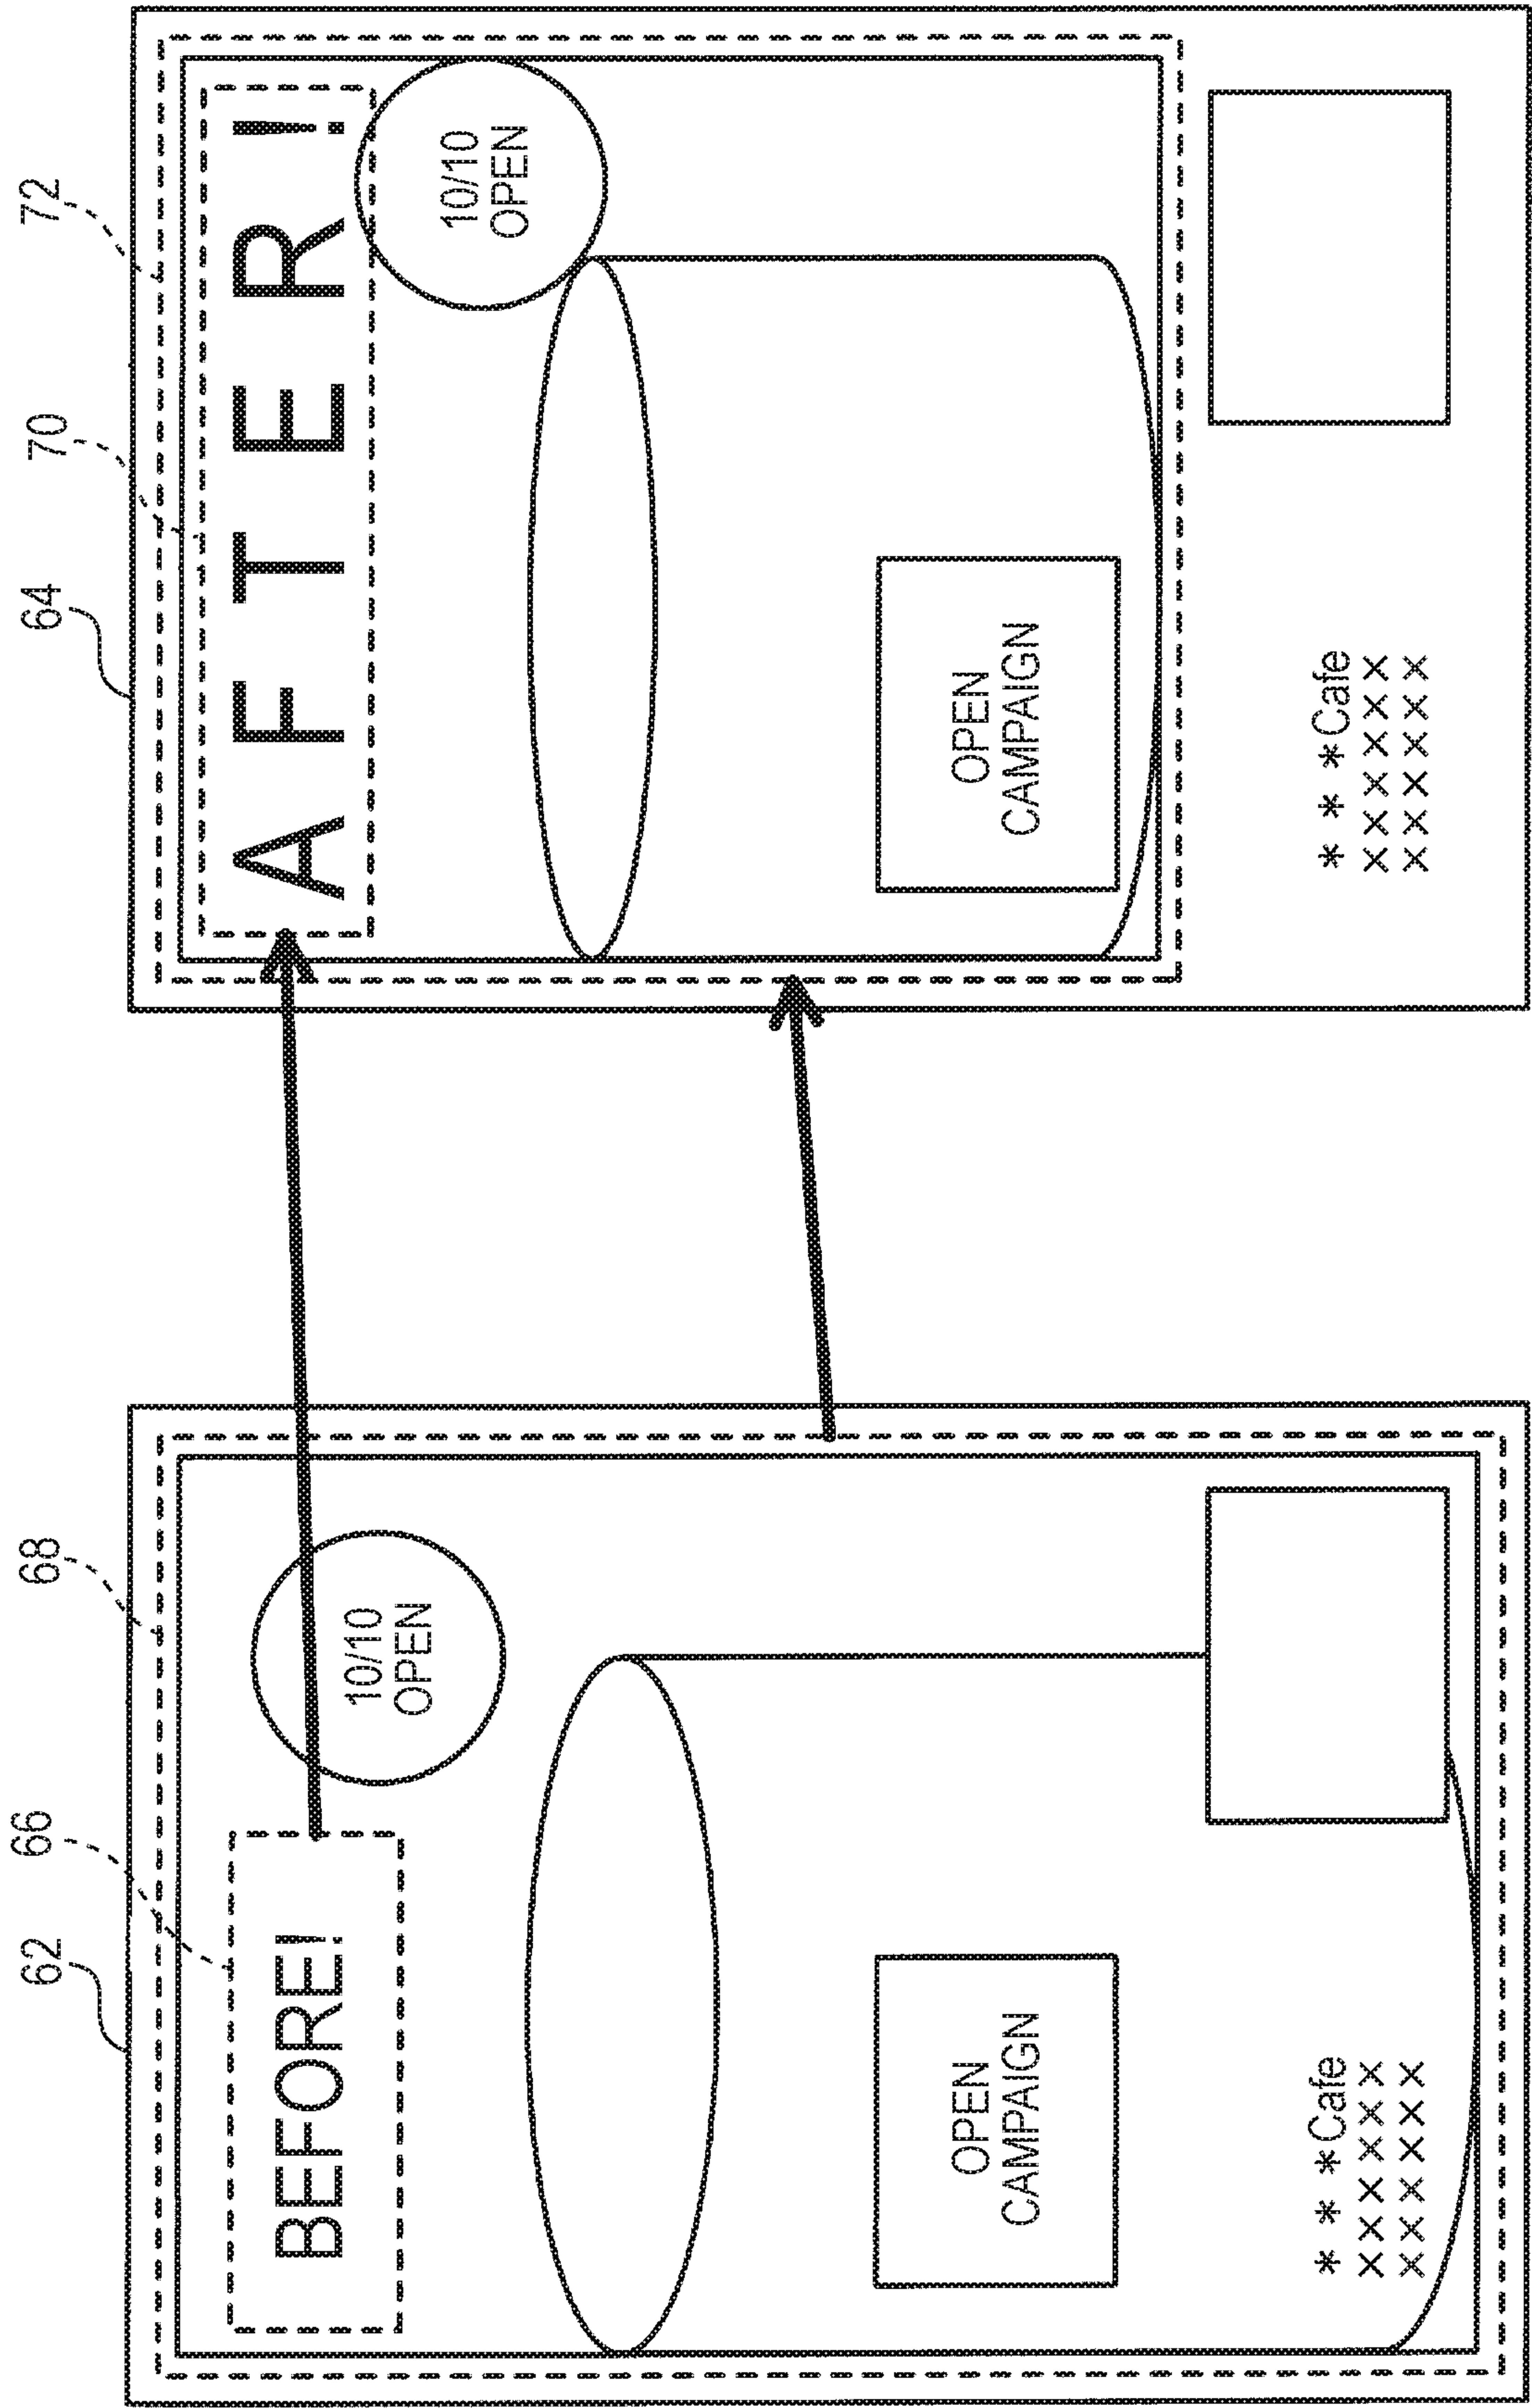 62
66
68
BEFORE!
10/10
OPEN
OPEN
CAMPAIGN
* * *Cafe
××××××
××××××
64
70
72
AFTER!
10/10
OPEN
OPEN
CAMPAIGN
* * *Cafe
××××××
××××××